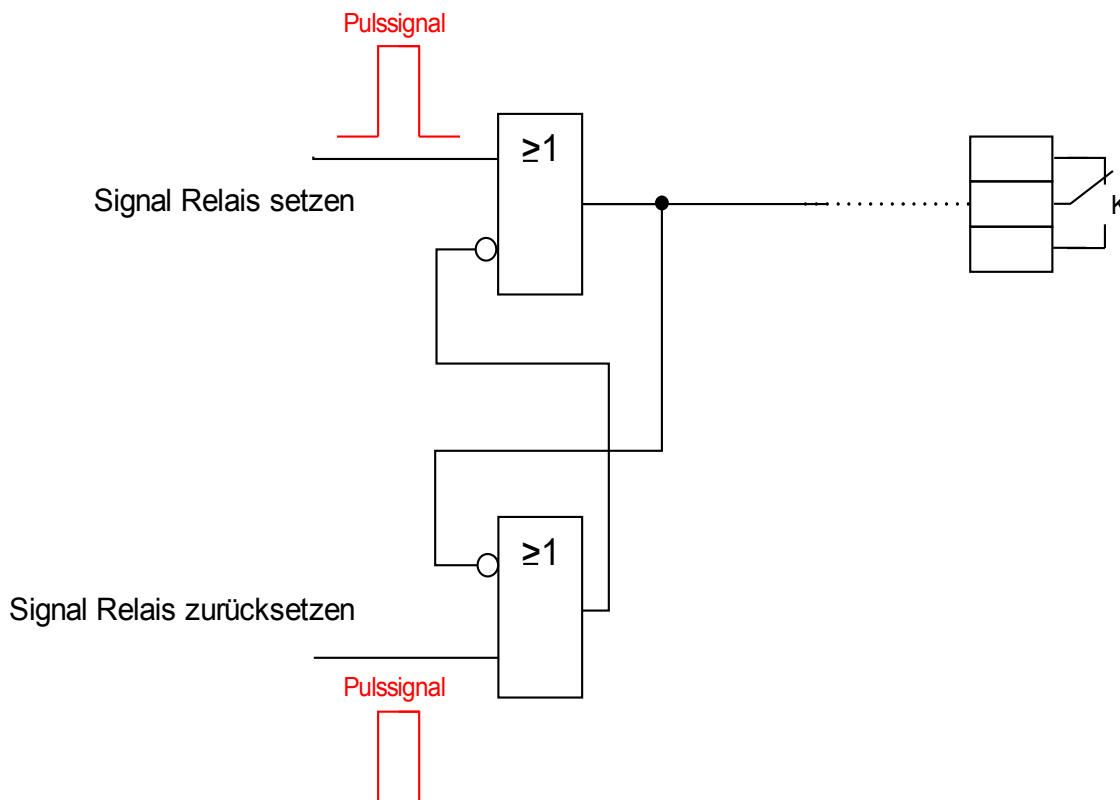 Pulssignal
≥1
Signal Relais setzen
K
≥1
Signal Relais zurücksetzen
Pulssignal